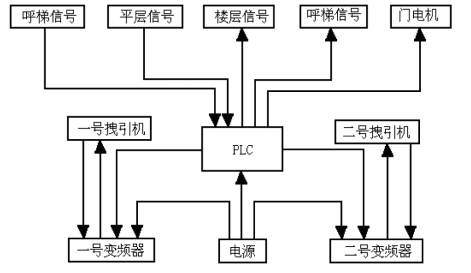 呼梯信号
平层信号
楼层信号
呼梯信号
门电机
一号拽引机
二号拽引机
PLC
一号变频器
电源
二号变频器